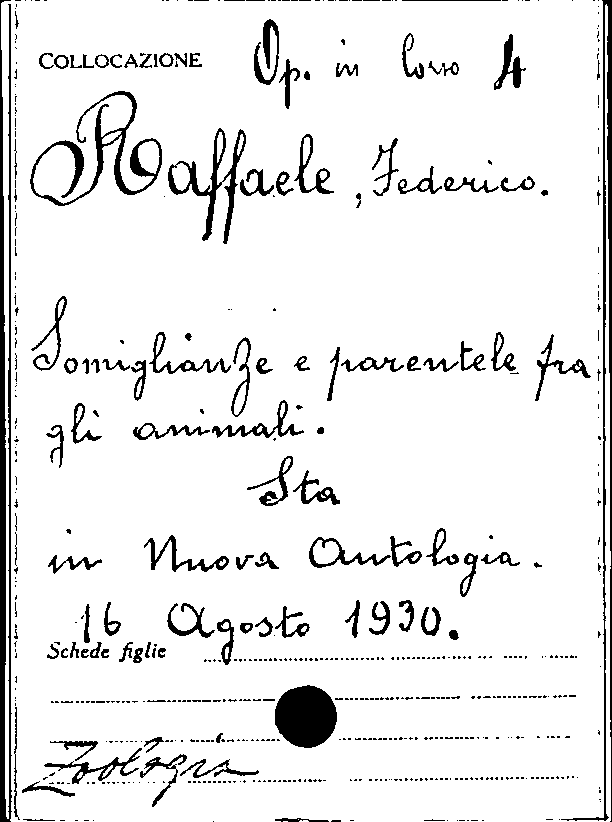 COLLOCAZIONE Op. in Corso 4
Raffaele, Federico.
Somiglianze e parentele fra
gli animali.
Sta
in Nuova Antologia.
16 Agosto 1930.
Schede figlie
Zoologia